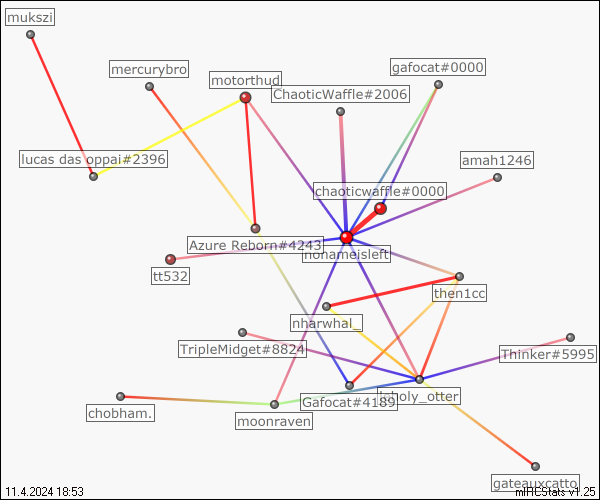 mukszi
mercurybro
motorthud
gafocat#0000
ChaoticWaffle#2006
lucas das oppai#2396
amah1246
chaoticwaffle#0000
Azure Reborn#4243
nonameisleft
tt532
then1cc
nharwhal_
TripleMidget#8824
Thinker#5995
Gafocat#4189
chobham.
moonraven
gateauxcatto
11.4.2024 18:53
mIRCStats v1.25